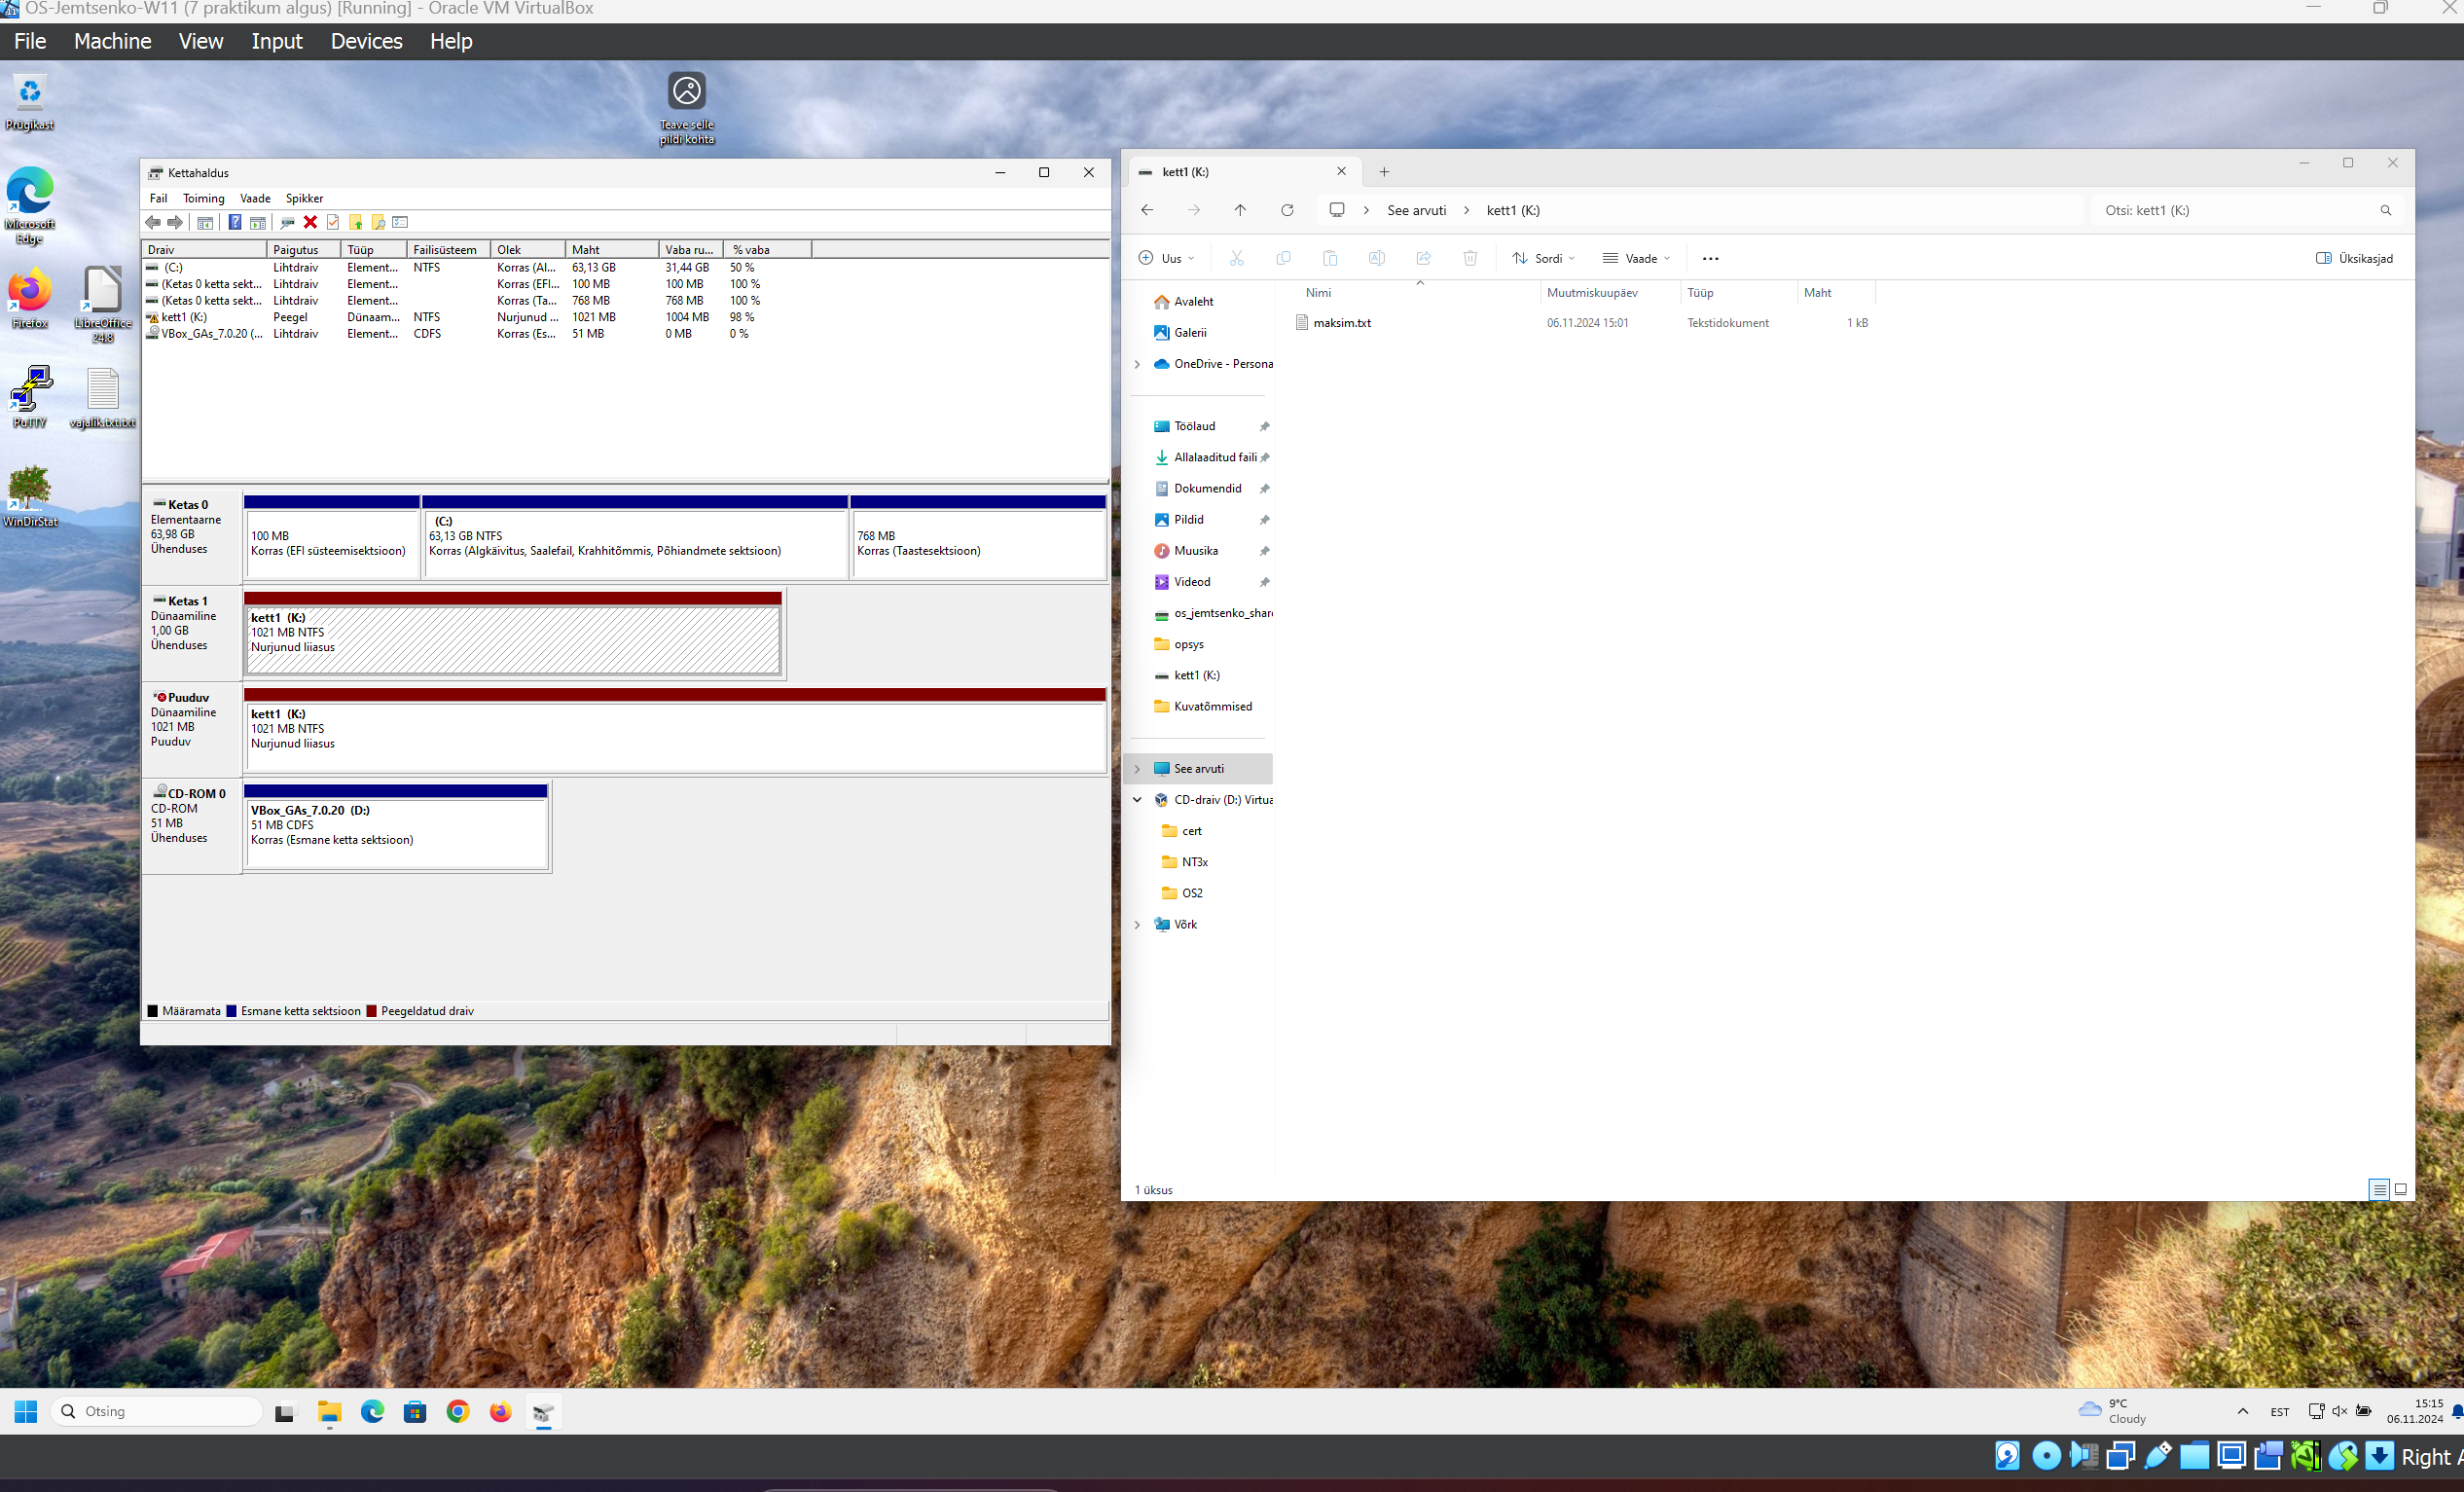 OS-Jemtsenko-W11 (7 praktikum algus) [Running] - Oracle VM VirtualBox
File Machine View Input Devices Help
Prügikast
Microsoft
Edge
Firefox
LibreOffice
24.8
PuTTY
vajalik.txt.txt
WinDirStat
Teave selle
pildi kohta
Kettahaldus
Fail Toiming Vaade Spikker
Draiv Paigutus Tüüp Failisüsteem Olek Maht Vaba ru... % vaba
(C:) Lihtdraiv Element... NTFS Korras (Al... 63,13 GB 31,44 GB 50 %
(Ketas 0 ketta sekt... Lihtdraiv Element... Korras (EFI... 100 MB 100 MB 100 %
(Ketas 0 ketta sekt... Lihtdraiv Element... Korras (Ta... 768 MB 768 MB 100 %
kett1 (K:) Peegel Dünaam... NTFS Nurjunud ... 1021 MB 1004 MB 98 %
VBox_GAs_7.0.20 (... Lihtdraiv Element... CDFS Korras (Es... 51 MB 0 MB 0 %
Ketas 0
Elementaarne
63,98 GB
Ühenduses
100 MB
Korras (EFI süsteemisektsioon)
(C:)
63,13 GB NTFS
Korras (Algkäivitus, Saalefail, Krahhitõmmis, Põhiandmete sektsioon)
768 MB
Korras (Taastesektsioon)
Ketas 1
Dünaamiline
1,00 GB
Ühenduses
kett1 (K:)
1021 MB NTFS
Nurjunud liiasus
Puuduv
Dünaamiline
1021 MB
Puuduv
kett1 (K:)
1021 MB NTFS
Nurjunud liiasus
CD-ROM 0
CD-ROM
51 MB
Ühenduses
VBox_GAs_7.0.20 (D:)
51 MB CDFS
Korras (Esmane ketta sektsioon)
Määramata Esmane ketta sektsioon Peegeldatud draiv
kett1 (K:)
See arvuti > kett1 (K:)
Otsi: kett1 (K:)
Uus Sordi Vaade ... Üksikasjad
Avaleht
Galerii
OneDrive - Persona
Töölaud
Allalaaditud faili
Dokumendid
Pildid
Muusika
Videod
os_jemtsenko_share
opsys
kett1 (K:)
Kuvatõmmised
See arvuti
CD-draiv (D:) Virtua
cert
NT3x
OS2
Võrk
Nimi Muutmiskuupäev Tüüp Maht
maksim.txt 06.11.2024 15:01 Tekstidokument 1 kB
1 üksus
Otsing
9°C
Cloudy
EST
15:15
06.11.2024
Right A